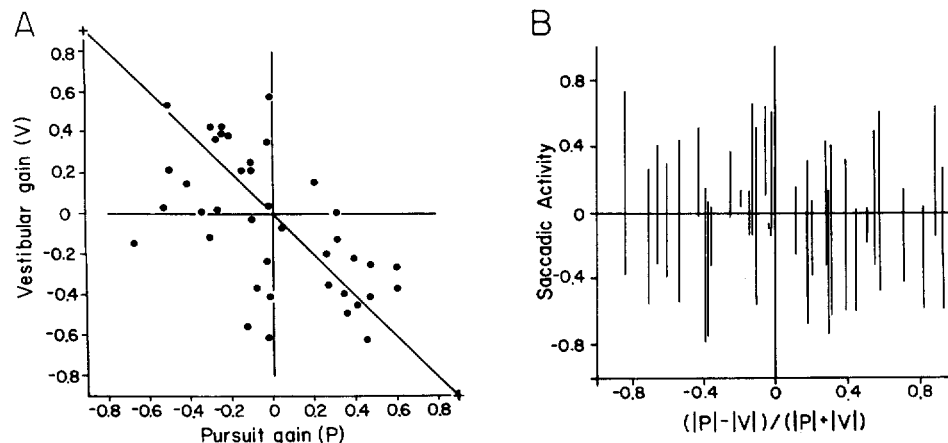 A
Vestibular gain (V)
0.8
0.6
0.4
0.2
0
-0.2
-0.4
-0.6
-0.8
-0.8 -0.6 -0.4 -0.2 0 0.2 0.4 0.6 0.8
Pursuit gain (P)
B
Saccadic Activity
0.8
0.4
0
-0.4
-0.8
-0.8 -0.4 0 0.4 0.8
(|P|-|V|)/(|P|+|V|)